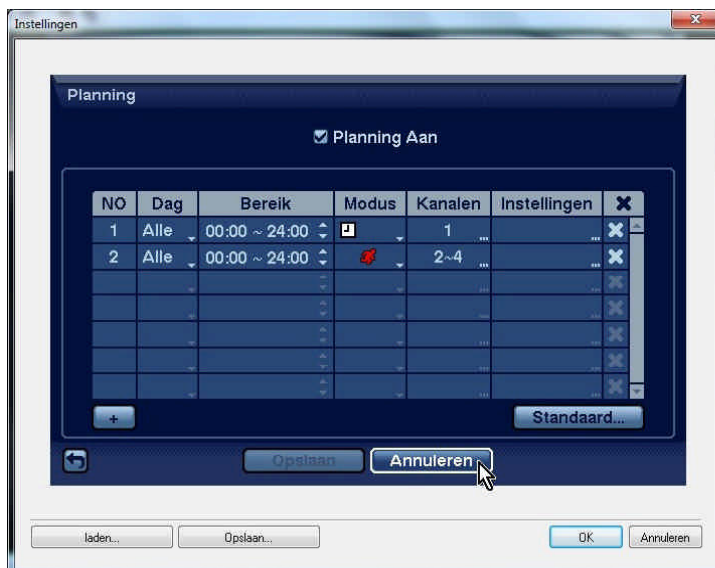 Instellingen
Planning
Planning Aan
NO Dag Bereik Modus Kanalen Instellingen
1 Alle 00:00 ~ 24:00 1 ...
2 Alle 00:00 ~ 24:00 2~4 ...
+ Standaard...
Opslaan Annuleren
laden... Opslaan... OK Annuleren